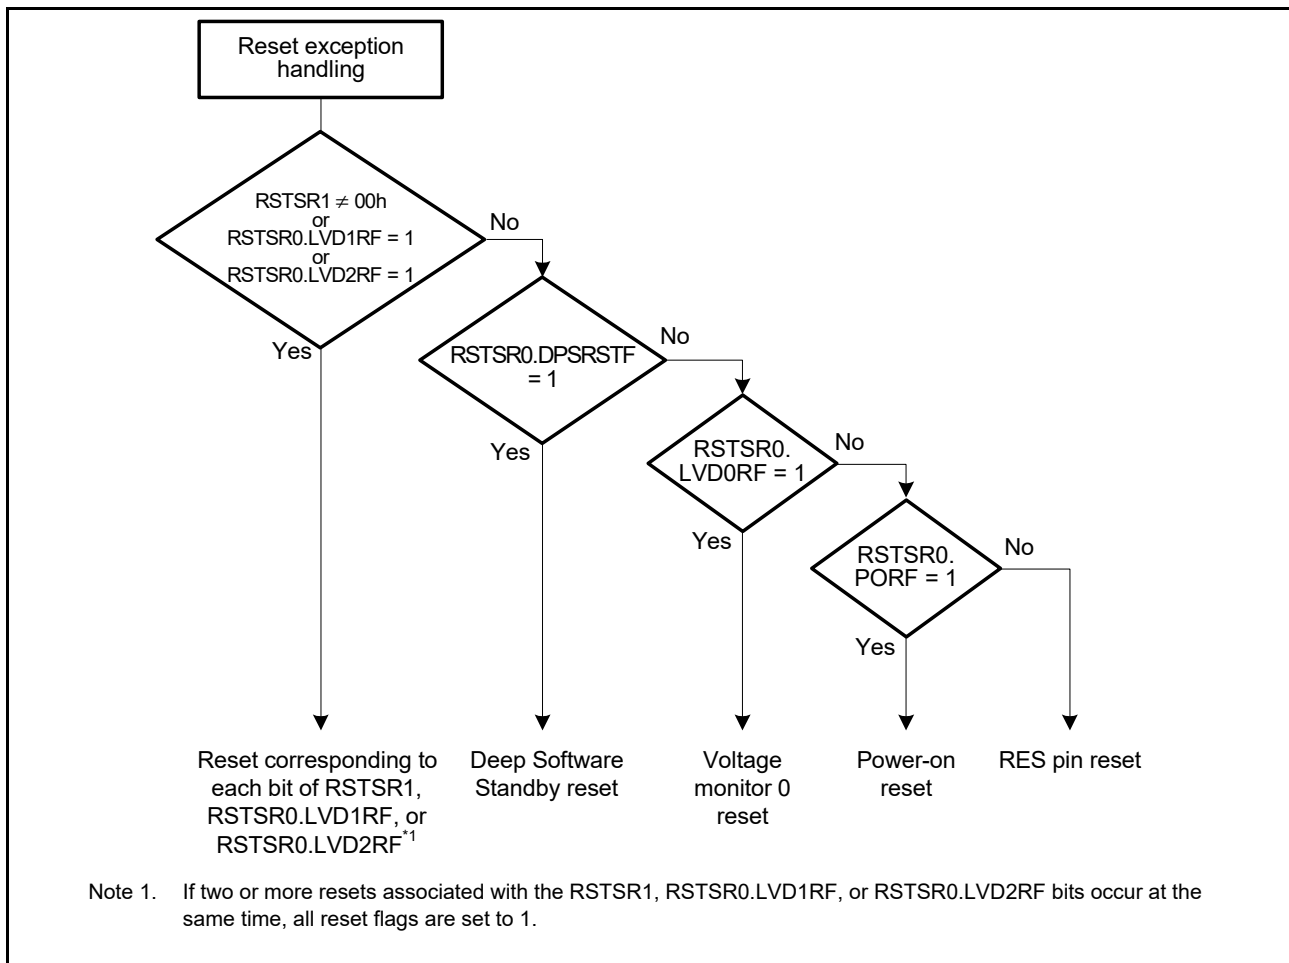 Reset exception
handling
RSTSR1 ≠ 00h
or
RSTSR0.LVD1RF = 1
or
RSTSR0.LVD2RF = 1
No
Yes
RSTSR0.DPSRSTF
= 1
No
Yes
RSTSR0.
LVD0RF = 1
No
Yes
RSTSR0.
PORF = 1
No
Yes
Reset corresponding to
each bit of RSTSR1,
RSTSR0.LVD1RF, or
RSTSR0.LVD2RF*1
Deep Software
Standby reset
Voltage
monitor 0
reset
Power-on
reset
RES pin reset
Note 1. If two or more resets associated with the RSTSR1, RSTSR0.LVD1RF, or RSTSR0.LVD2RF bits occur at the
same time, all reset flags are set to 1.